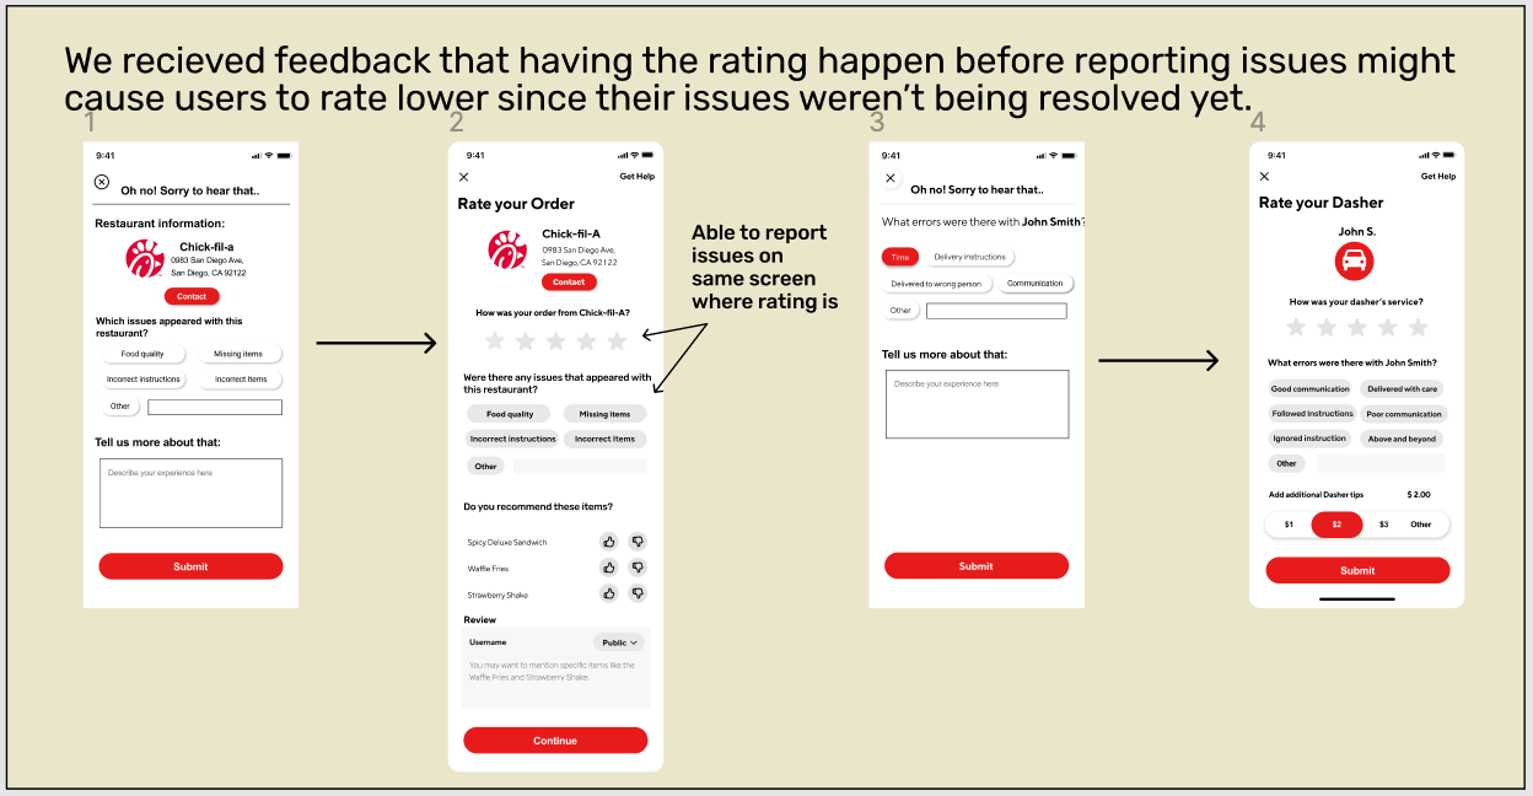 We recieved feedback that having the rating happen before reporting issues might
cause users to rate lower since their issues weren't being resolved yet.
1
9:41
Oh no! Sorry to hear that..
Restaurant information:
Chick-fil-a
0983 San Diego Ave,
San Diego, CA 92122
Contact
Which issues appeared with this
restaurant?
Food quality
Missing items
Incorrect instructions
Incorrect Items
Other
Tell us more about that:
Describe your experience here
Submit
2
9:41
Get Help
Rate your Order
Chick-fil-A
0983 San Diego Ave,
San Diego, CA 92122
Contact
How was your order from Chick-fil-A?
Were there any issues that appeared with
this restaurant?
Food quality
Missing items
Incorrect instructions
Incorrect Items
Other
Do you recommend these items?
Spicy Deluxe Sandwich
Waffle Fries
Strawberry Shake
Review
Username
Public
You may want to mention specific items like the
Waffle Fries and Strawberry Shake.
Continue
Able to report
issues on
same screen
where rating is
3
9:41
Oh no! Sorry to hear that..
What errors were there with John Smith?
Time
Delivery instructions
Delivered to wrong person
Communication
Other
Tell us more about that:
Describe your experience here
Submit
4
9:41
Get Help
Rate your Dasher
John S.
How was your dasher's service?
What errors were there with John Smith?
Good communication
Delivered with care
Followed Instructions
Poor communication
Ignored instruction
Above and beyond
Other
Add additional Dasher tips
$ 2.00
$1
$2
$3
Other
Submit